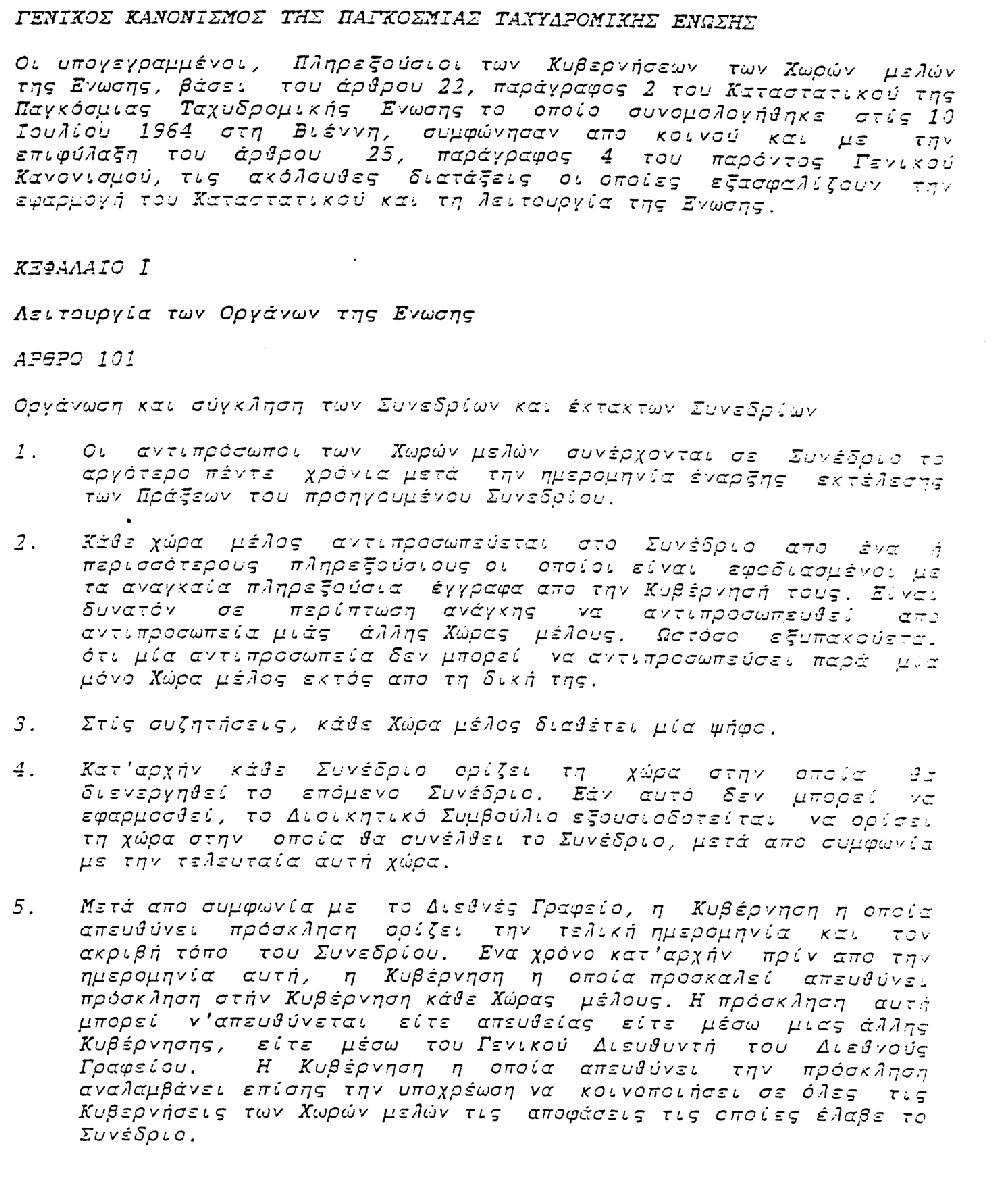 ΓΕΝΙΚΟΣ ΚΑΝΟΝΙΣΜΟΣ ΤΗΣ ΠΑΓΚΟΣΜΙΑΣ ΤΑΧΥΔΡΟΜΙΚΗΣ ΕΝΩΣΗΣ
Οι υπογεγραμμένοι, Πληρεξούσιοι των Κυβερνήσεων των Χωρών μελών
της Ενωσης, βάσει του άρθρου 22, παράγραφος 2 του Καταστατικού της
Παγκόσμιας Ταχυδρομικής Ενωσης το οποίο συνομολογήθηκε στίς 10
Ιουλίου 1964 στη Βιέννη, συμφώνησαν απο κοινού και με την
επιφύλαξη του άρθρου 25, παράγραφος 4 του παρόντος Γενικού
Κανονισμού, τις ακόλουθες διατάξεις οι οποίες εξασφαλίζουν την
εφαρμογή του Καταστατικού και τη λειτουργία της Ενωσης.
ΚΕΦΑΛΑΙΟ Ι
Λειτουργία των Οργάνων της Ενωσης
ΑΡΘΡΟ 101
Οργάνωση και σύγκληση των Συνεδρίων και έκτακτων Συνεδρίων
1. Οι αντιπρόσωποι των Χωρών μελών συνέρχονται σε Συνέδριο το
αργότερο πέντε χρόνια μετά την ημερομηνία έναρξης εκτέλεσης
των Πράξεων του προηγουμένου Συνεδρίου.
2. Κάθε χώρα μέλος αντιπροσωπεύεται στο Συνέδριο απο ένα ή
περισσότερους πληρεξούσιους οι οποίοι είναι εφοδιασμένοι με
τα αναγκαία πληρεξούσια έγγραφα απο την Κυβέρνησή τους. Είναι
δυνατόν σε περίπτωση ανάγκης να αντιπροσωπευθεί απο
αντιπροσωπεία μιάς άλλης Χώρας μέλους. Ωστόσο εξυπακούεται
ότι μία αντιπροσωπεία δεν μπορεί να αντιπροσωπεύσει παρά μια
μόνο Χώρα μέλος εκτός απο τη δική της.
3. Στίς συζητήσεις, κάθε Χώρα μέλος διαθέτει μία ψήφο.
4. Κατ'αρχήν κάθε Συνέδριο ορίζει τη χώρα στην οποία θα
διενεργηθεί το επόμενο Συνέδριο. Εάν αυτό δεν μπορεί να
εφαρμοσθεί, το Διοικητικό Συμβούλιο εξουσιοδοτείται να ορίσει
τη χώρα στην οποία θα συνέλθει το Συνέδριο, μετά απο συμφωνία
με την τελευταία αυτή χώρα.
5. Μετά απο συμφωνία με το Διεθνές Γραφείο, η Κυβέρνηση η οποία
απευθύνει πρόσκληση ορίζει την τελική ημερομηνία και τον
ακριβή τόπο του Συνεδρίου. Ενα χρόνο κατ'αρχήν πρίν απο την
ημερομηνία αυτή, η Κυβέρνηση η οποία προσκαλεί απευθύνει
πρόσκληση στήν Κυβέρνηση κάθε Χώρας μέλους. Η πρόσκληση αυτή
μπορεί ν'απευθύνεται είτε απευθείας είτε μέσω μιας άλλης
Κυβέρνησης, είτε μέσω του Γενικού Διευθυντή του Διεθνούς
Γραφείου. Η Κυβέρνηση η οποία απευθύνει την πρόσκληση
αναλαμβάνει επίσης την υποχρέωση να κοινοποιήσει σε όλες τις
Κυβερνήσεις των Χωρών μελών τις αποφάσεις τις οποίες έλαβε το
Συνέδριο.